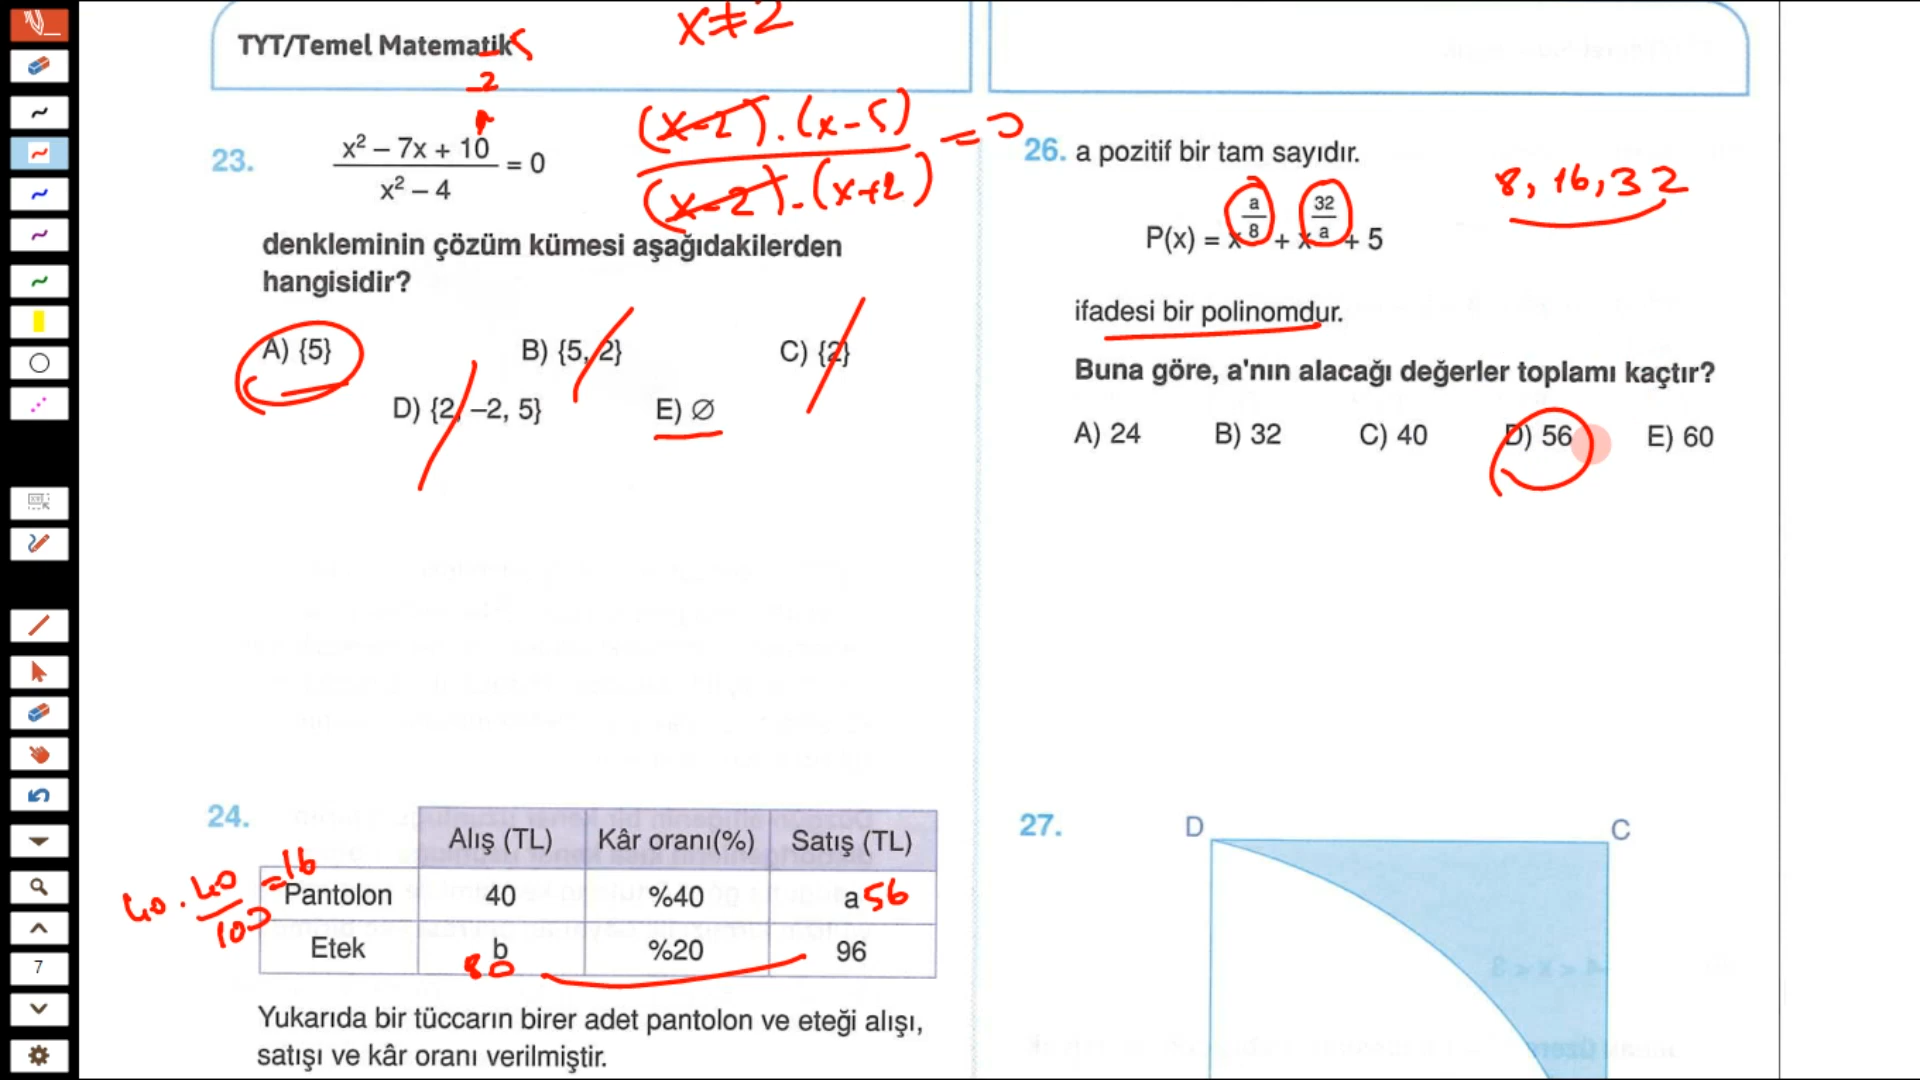 TYT/Temel Matematik
x≠2
-5
-2
23. x² – 7x + 10 / x² – 4 = 0
(x-2).(x-5) / (x-2).(x+2) = 0
denkleminin çözüm kümesi aşağıdakilerden
hangisidir?
A) {5} B) {5, 2} C) {2}
D) {2, –2, 5} E) ∅
24.
Alış (TL) Kâr oranı(%) Satış (TL)
Pantolon 40 %40 a 56
40 . 40/100 = 16
Etek b %20 96
80
Yukarıda bir tüccarın birer adet pantolon ve eteği alışı,
satışı ve kâr oranı verilmiştir.
26. a pozitif bir tam sayıdır.
8, 16, 32
P(x) = x^(a/8) + x^(32/a) + 5
ifadesi bir polinomdur.
Buna göre, a'nın alacağı değerler toplamı kaçtır?
A) 24 B) 32 C) 40 D) 56 E) 60
27.
D C
7